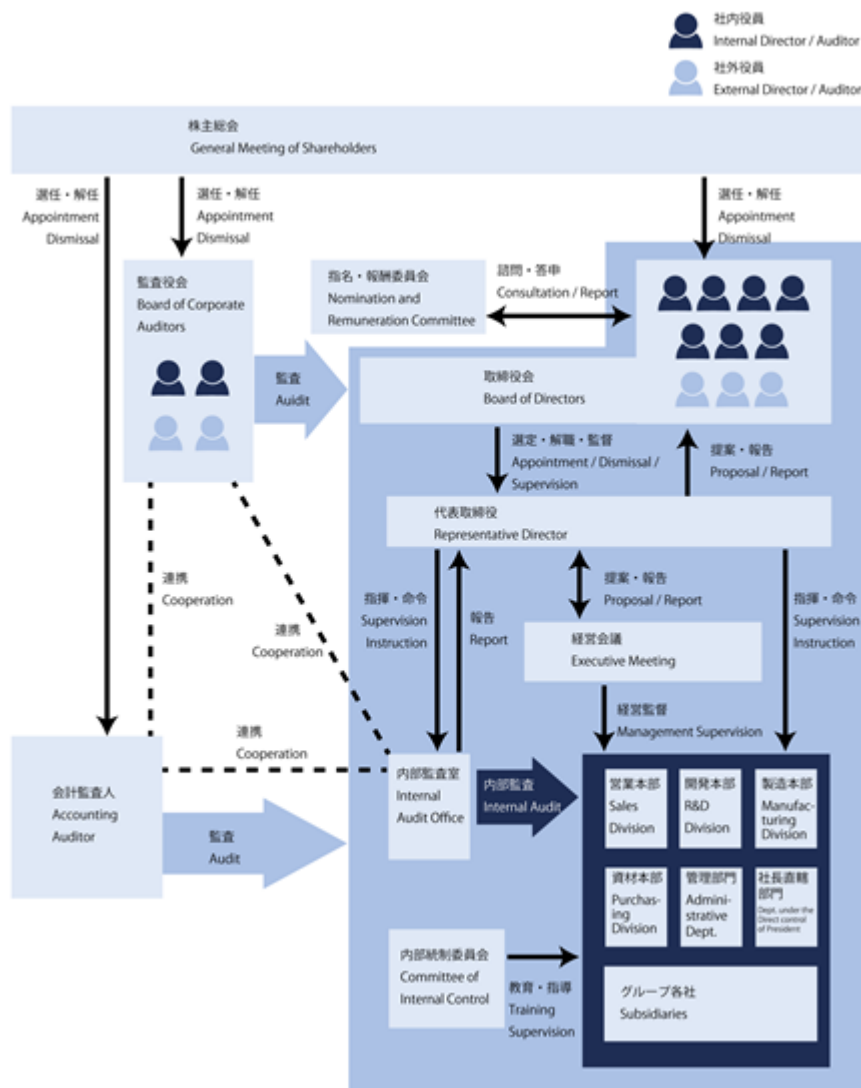 社内役員
Internal Director / Auditor
社外役員
External Director / Auditor
株主総会
General Meeting of Shareholders
選任・解任
Appointment
Dismissal
選任・解任
Appointment
Dismissal
選任・解任
Appointment
Dismissal
監査役会
Board of Corporate
Auditors
指名・報酬委員会
Nomination and
Remuneration Committee
諮問・答申
Consultation / Report
監査
Auidit
取締役会
Board of Directors
選定・解職・監督
Appointment / Dismissal /
Supervision
提案・報告
Proposal / Report
代表取締役
Representative Director
連携
Cooperation
連携
Cooperation
指揮・命令
Supervision
Instruction
報告
Report
提案・報告
Proposal / Report
指揮・命令
Supervision
Instruction
経営会議
Executive Meeting
経営監督
Management Supervision
連携
Cooperation
会計監査人
Accounting
Auditor
監査
Audit
内部監査室
Internal
Audit Office
内部監査
Internal Audit
営業本部
Sales
Division
開発本部
R&D
Division
製造本部
Manufac-
turing
Division
資材本部
Purchas-
ing
Division
管理部門
Admini-
strative
Dept.
社長直轄
部門
Dept. under the
Direct control
of President
内部統制委員会
Committee of
Internal Control
教育・指導
Training
Supervision
グループ各社
Subsidiaries